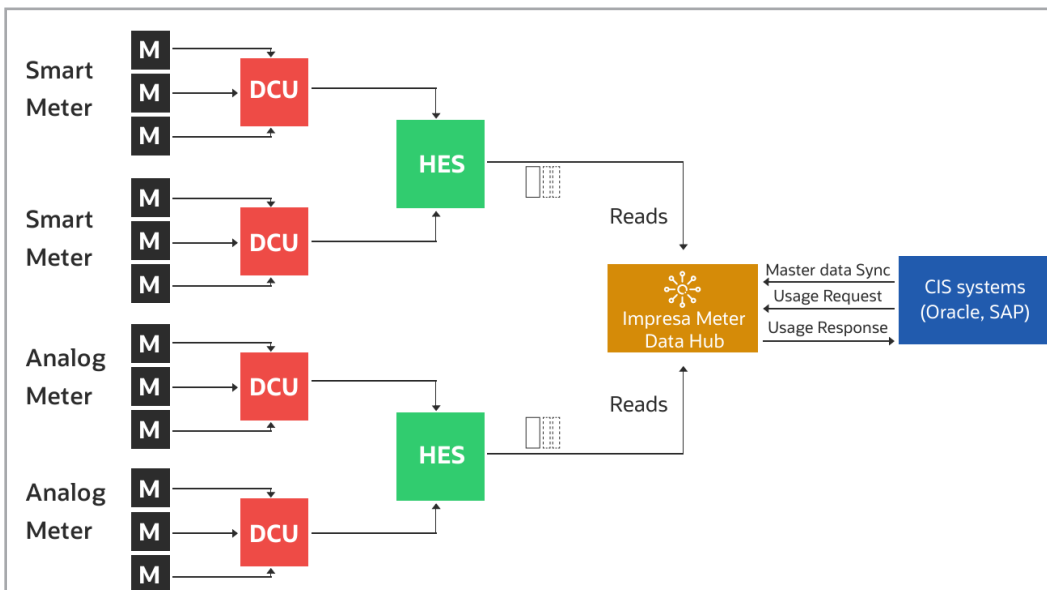 Smart
Meter
M
M
M
DCU
HES
Smart
Meter
M
M
M
DCU
Reads
Impresa Meter
Data Hub
Master data Sync
Usage Request
Usage Response
CIS systems
(Oracle, SAP)
Analog
Meter
M
M
M
DCU
HES
Reads
Analog
Meter
M
M
M
DCU